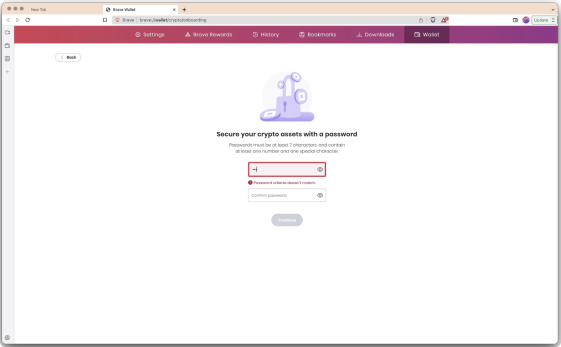 New Tab
Brave Wallet
Brave | brave://wallet/crypto/onboarding
Update
Settings
Brave Rewards
History
Bookmarks
Downloads
Wallet
Back
Secure your crypto assets with a password
Passwords must be at least 7 characters and contain
at least one number and one special character.
Password criteria doesn't match.
Confirm password
Continue